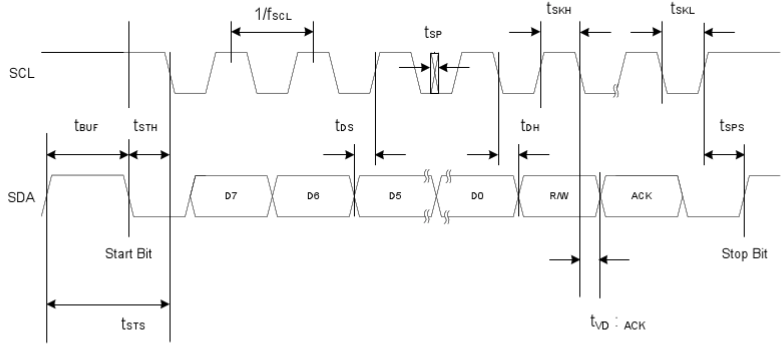 1/fSCL
tSP
tSKH
tSKL
SCL
tBUF
tSTH
tDS
tDH
tSPS
SDA
D7
D6
D5
D0
R/W
ACK
Start Bit
Stop Bit
tSTS
tVD : ACK